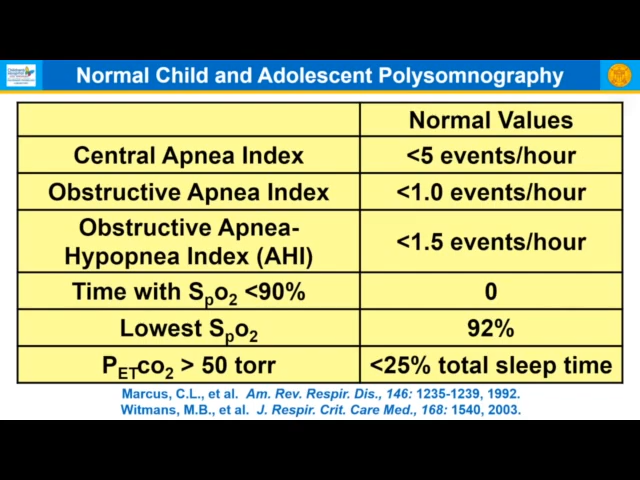 Normal Child and Adolescent Polysomnography
Normal Values
Central Apnea Index <5 events/hour
Obstructive Apnea Index <1.0 events/hour
Obstructive Apnea-
Hypopnea Index (AHI) <1.5 events/hour
Time with Spo2 <90% 0
Lowest Spo2 92%
PETco2 > 50 torr <25% total sleep time
Marcus, C.L., et al. Am. Rev. Respir. Dis., 146: 1235-1239, 1992.
Witmans, M.B., et al. J. Respir. Crit. Care Med., 168: 1540, 2003.